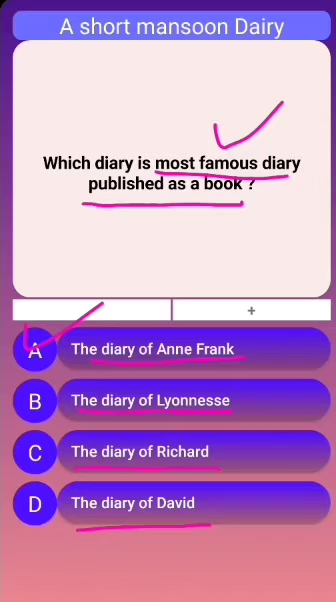 A short mansoon Dairy
Which diary is most famous diary
published as a book ?
+
A The diary of Anne Frank
B The diary of Lyonnesse
C The diary of Richard
D The diary of David